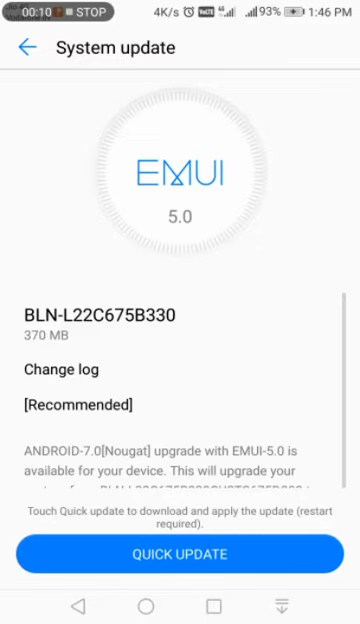 00:10 STOP 4K/s VoLTE 4G 93% 1:46 PM
System update
EMUI
5.0
BLN-L22C675B330
370 MB
Change log
[Recommended]
ANDROID-7.0[Nougat] upgrade with EMUI-5.0 is
available for your device. This will upgrade your
Touch Quick update to download and apply the update (restart
required).
QUICK UPDATE